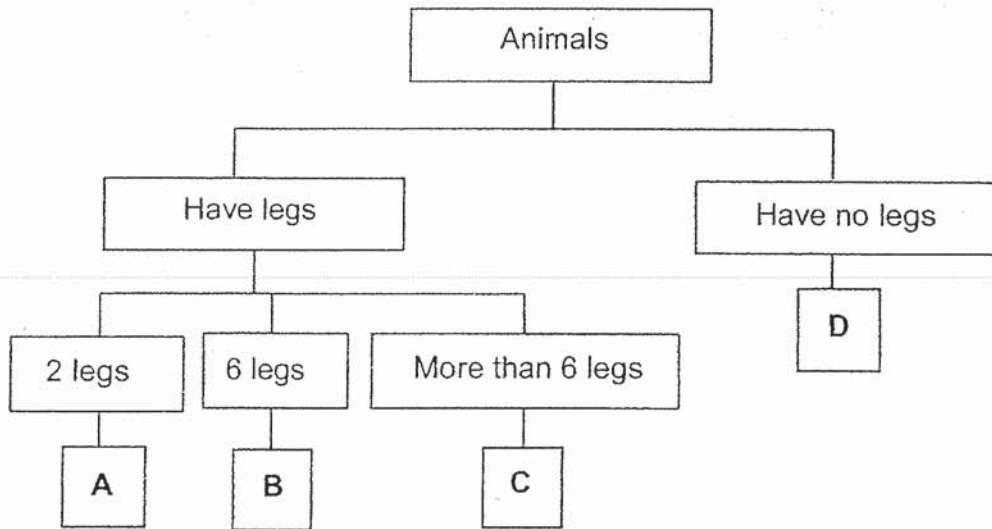 Animals
Have legs
Have no legs
2 legs
6 legs
More than 6 legs
A
B
C
D